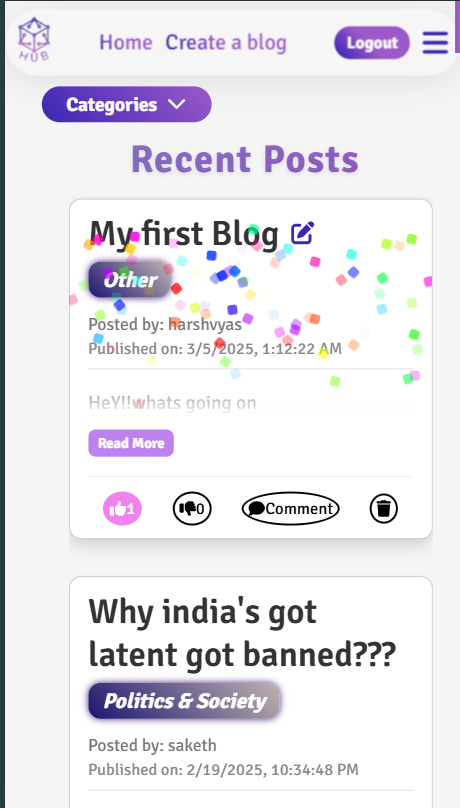 HUB
Home Create a blog Logout
Categories
Recent Posts
My first Blog
Other
Posted by: harshvyas
Published on: 3/5/2025, 1:12:22 AM
HeY!!whats going on
Read More
1 0 Comment
Why india's got
latent got banned???
Politics & Society
Posted by: saketh
Published on: 2/19/2025, 10:34:48 PM